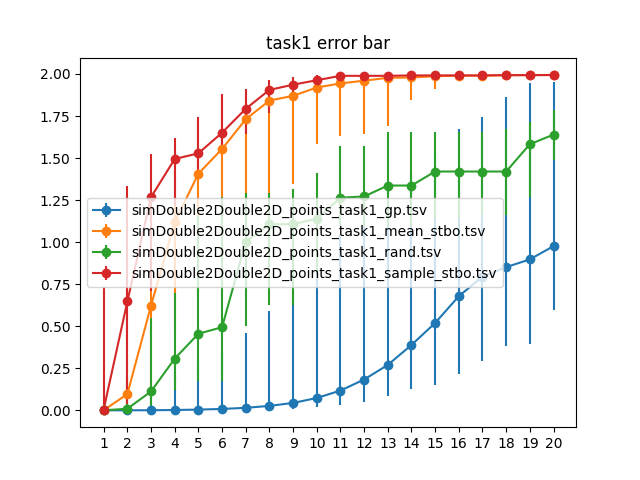 task1 error bar
2.00
1.75
1.50
1.25
1.00
0.75
0.50
0.25
0.00
simDouble2Double2D_points_task1_gp.tsv
simDouble2Double2D_points_task1_mean_stbo.tsv
simDouble2Double2D_points_task1_rand.tsv
simDouble2Double2D_points_task1_sample_stbo.tsv
1 2 3 4 5 6 7 8 9 10 11 12 13 14 15 16 17 18 19 20